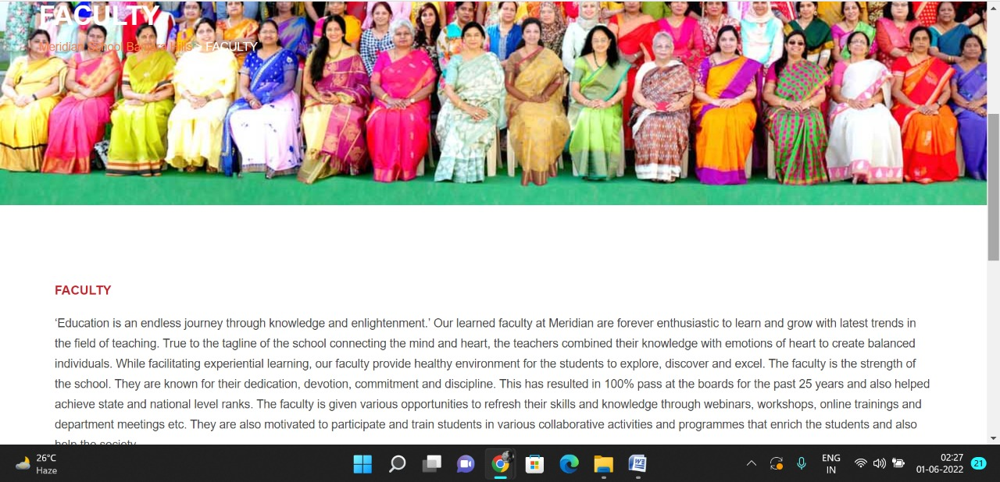 FACULTY
Meridian School Banjara Hills > FACULTY
FACULTY
‘Education is an endless journey through knowledge and enlightenment.’ Our learned faculty at Meridian are forever enthusiastic to learn and grow with latest trends in
the field of teaching. True to the tagline of the school connecting the mind and heart, the teachers combined their knowledge with emotions of heart to create balanced
individuals. While facilitating experiential learning, our faculty provide healthy environment for the students to explore, discover and excel. The faculty is the strength of
the school. They are known for their dedication, devotion, commitment and discipline. This has resulted in 100% pass at the boards for the past 25 years and also helped
achieve state and national level ranks. The faculty is given various opportunities to refresh their skills and knowledge through webinars, workshops, online trainings and
department meetings etc. They are also motivated to participate and train students in various collaborative activities and programmes that enrich the students and also
help the society.
26°C
Haze
ENG
IN
02:27
01-06-2022
21